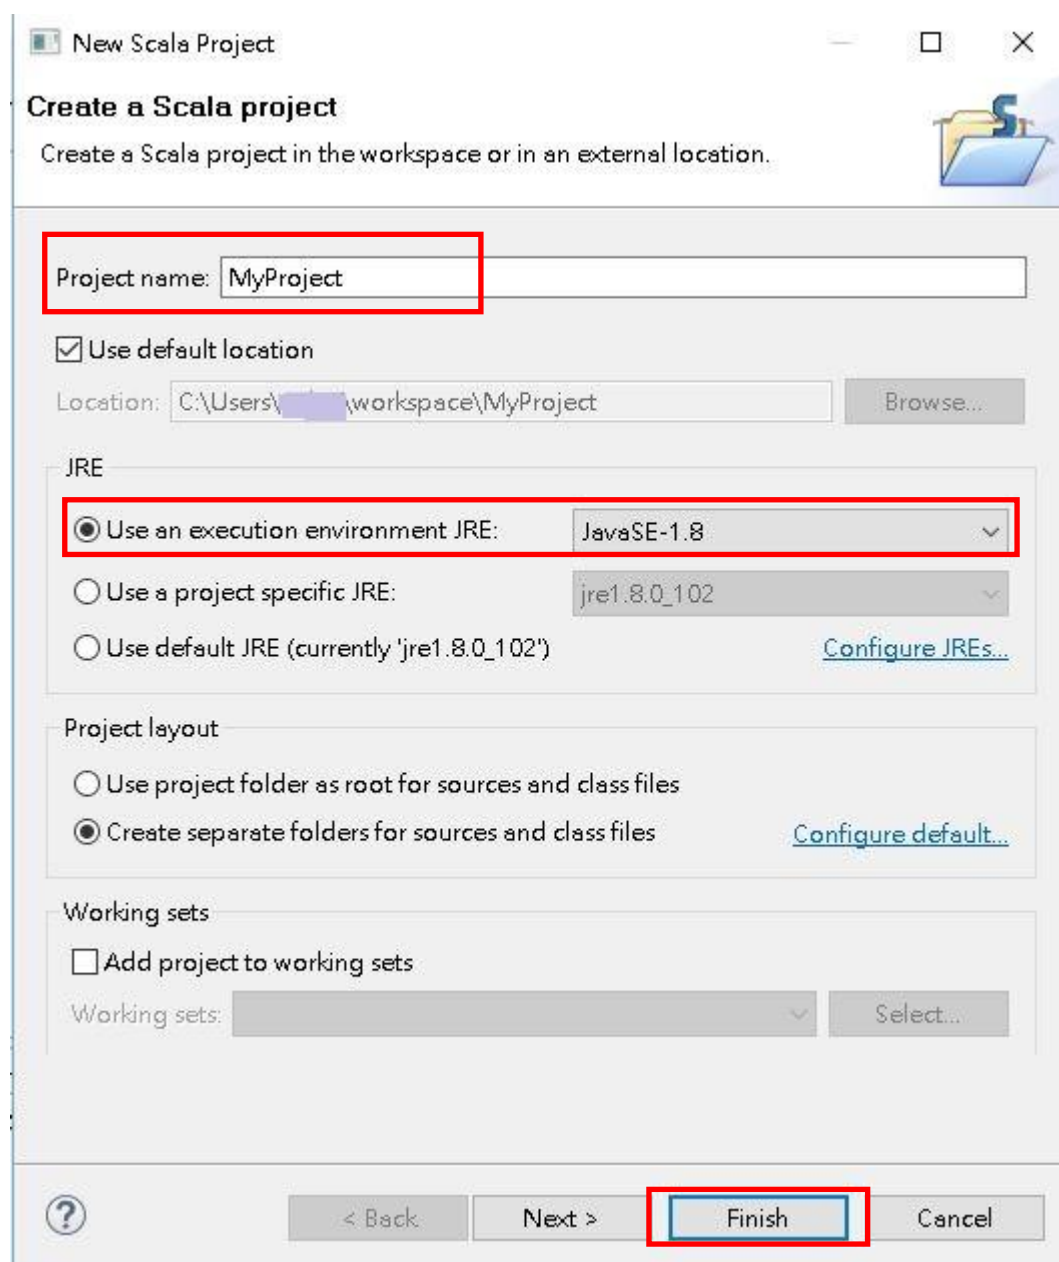 New Scala Project
Create a Scala project
Create a Scala project in the workspace or in an external location.
Project name: MyProject
Use default location
Location: C:\Users\ \workspace\MyProject Browse...
JRE
Use an execution environment JRE: JavaSE-1.8
Use a project specific JRE: jre1.8.0_102
Use default JRE (currently 'jre1.8.0_102') Configure JREs...
Project layout
Use project folder as root for sources and class files
Create separate folders for sources and class files Configure default...
Working sets
Add project to working sets
Working sets: Select...
? < Back Next > Finish Cancel